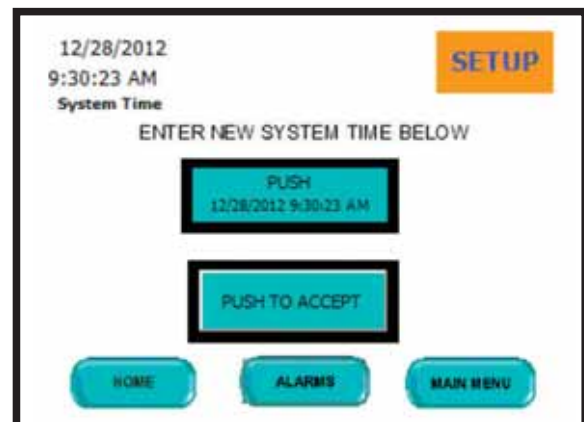 12/28/2012
9:30:23 AM
System Time
SETUP
ENTER NEW SYSTEM TIME BELOW
PUSH
12/28/2012 9:30:23 AM
PUSH TO ACCEPT
HOME
ALARMS
MAIN MENU